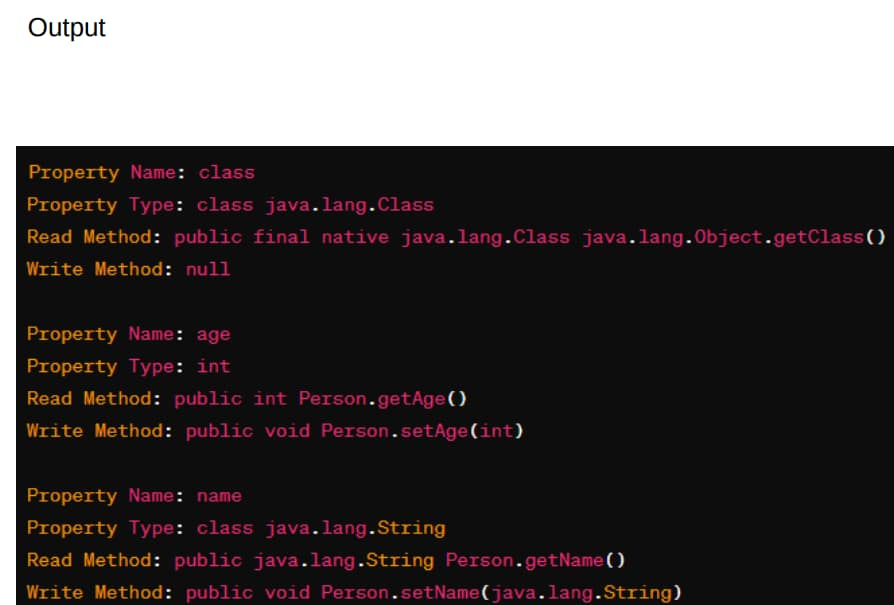 Output
Property Name: class
Property Type: class java.lang.Class
Read Method: public final native java.lang.Class java.lang.Object.getClass()
Write Method: null
Property Name: age
Property Type: int
Read Method: public int Person.getAge()
Write Method: public void Person.setAge(int)
Property Name: name
Property Type: class java.lang.String
Read Method: public java.lang.String Person.getName()
Write Method: public void Person.setName(java.lang.String)